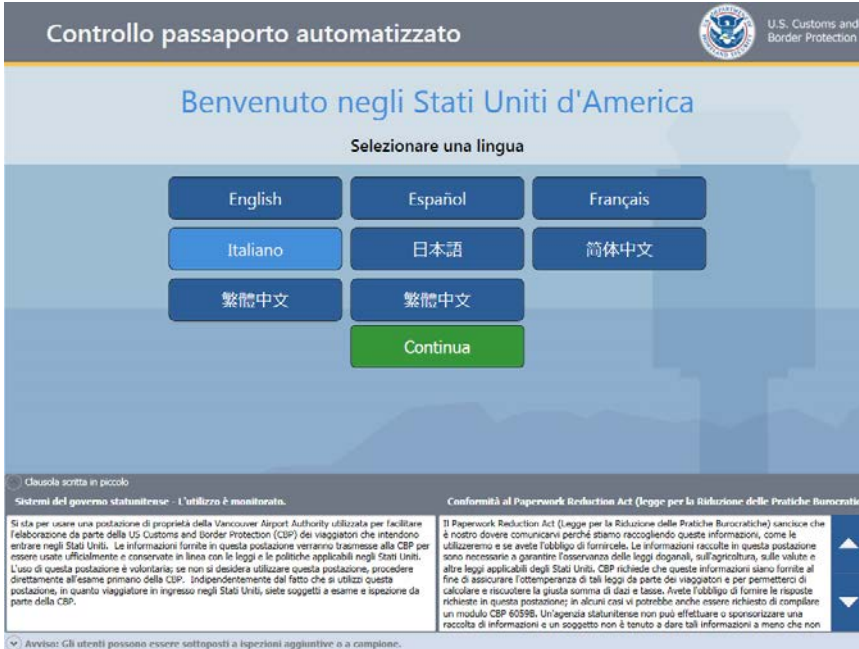 Controllo passaporto automatizzato
U.S. Customs and
Border Protection
Benvenuto negli Stati Uniti d'America
Selezionare una lingua
English
Español
Français
Italiano
日本語
简体中文
繁體中文
繁體中文
Continua
Clausola scritta in piccolo
Sistemi del governo statunitense - L'utilizzo è monitorato.
Si sta per usare una postazione di proprietà della Vancouver Airport Authority utilizzata per facilitare
l'elaborazione da parte della US Customs and Border Protection (CBP) dei viaggiatori che intendono
entrare negli Stati Uniti. Le informazioni fornite in questa postazione verranno trasmesse alla CBP per
essere usate ufficialmente e conservate in linea con le leggi e le politiche applicabili negli Stati Uniti.
L'uso di questa postazione è volontaria; se non si desidera utilizzare questa postazione, procedere
direttamente all'esame primario della CBP. Indipendentemente dal fatto che si utilizzi questa
postazione, in quanto viaggiatore in ingresso negli Stati Uniti, siete soggetti a esame e ispezione da
parte della CBP.
Conformità al Paperwork Reduction Act (legge per la Riduzione delle Pratiche Burocratic
Il Paperwork Reduction Act (Legge per la Riduzione delle Pratiche Burocratiche) sancisce che
è nostro dovere comunicarvi perché stiamo raccogliendo queste informazioni, come le
utilizzeremo e se avete l'obbligo di fornircele. Le informazioni raccolte in questa postazione
sono necessarie a garantire l'osservanza delle leggi doganali, sull'agricoltura, sulle valute e
altre leggi applicabili degli Stati Uniti. CBP richiede che queste informazioni siano fornite al
fine di assicurare l'ottemperanza di tali leggi da parte dei viaggiatori e per permetterci di
calcolare e riscuotere la giusta somma di dazi e tasse. Avete l'obbligo di fornire le risposte
richieste in questa postazione; in alcuni casi vi potrebbe anche essere richiesto di compilare
un modulo CBP 6059B. Un'agenzia statunitense non può effettuare o sponsorizzare una
raccolta di informazioni e un soggetto non è tenuto a dare tali informazioni a meno che non
Avviso: Gli utenti possono essere sottoposti a ispezioni aggiuntive o a campione.